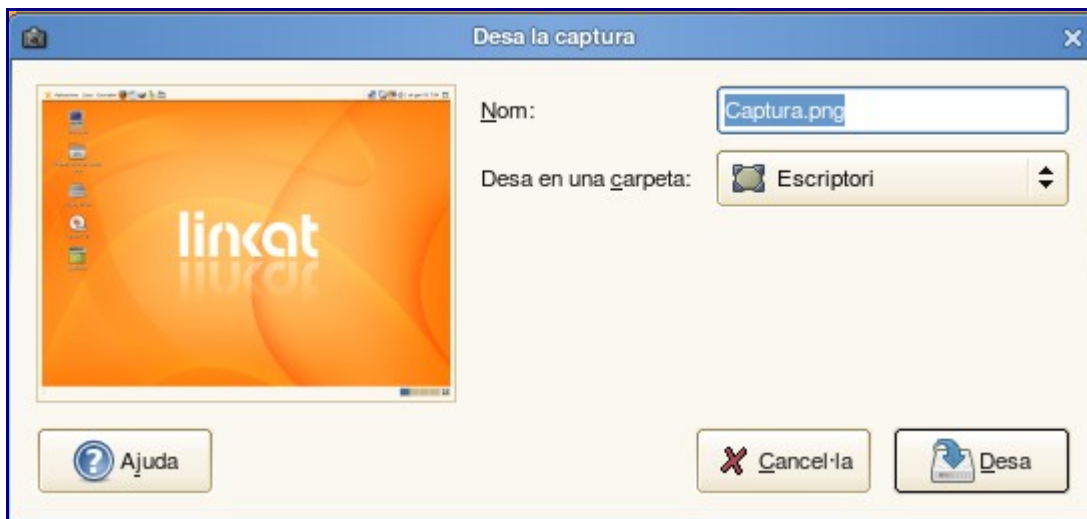 Desa la captura
Nom:
Captura.png
Desa en una carpeta:
Escriptori
linkat
Ajuda
Cancel·la
Desa